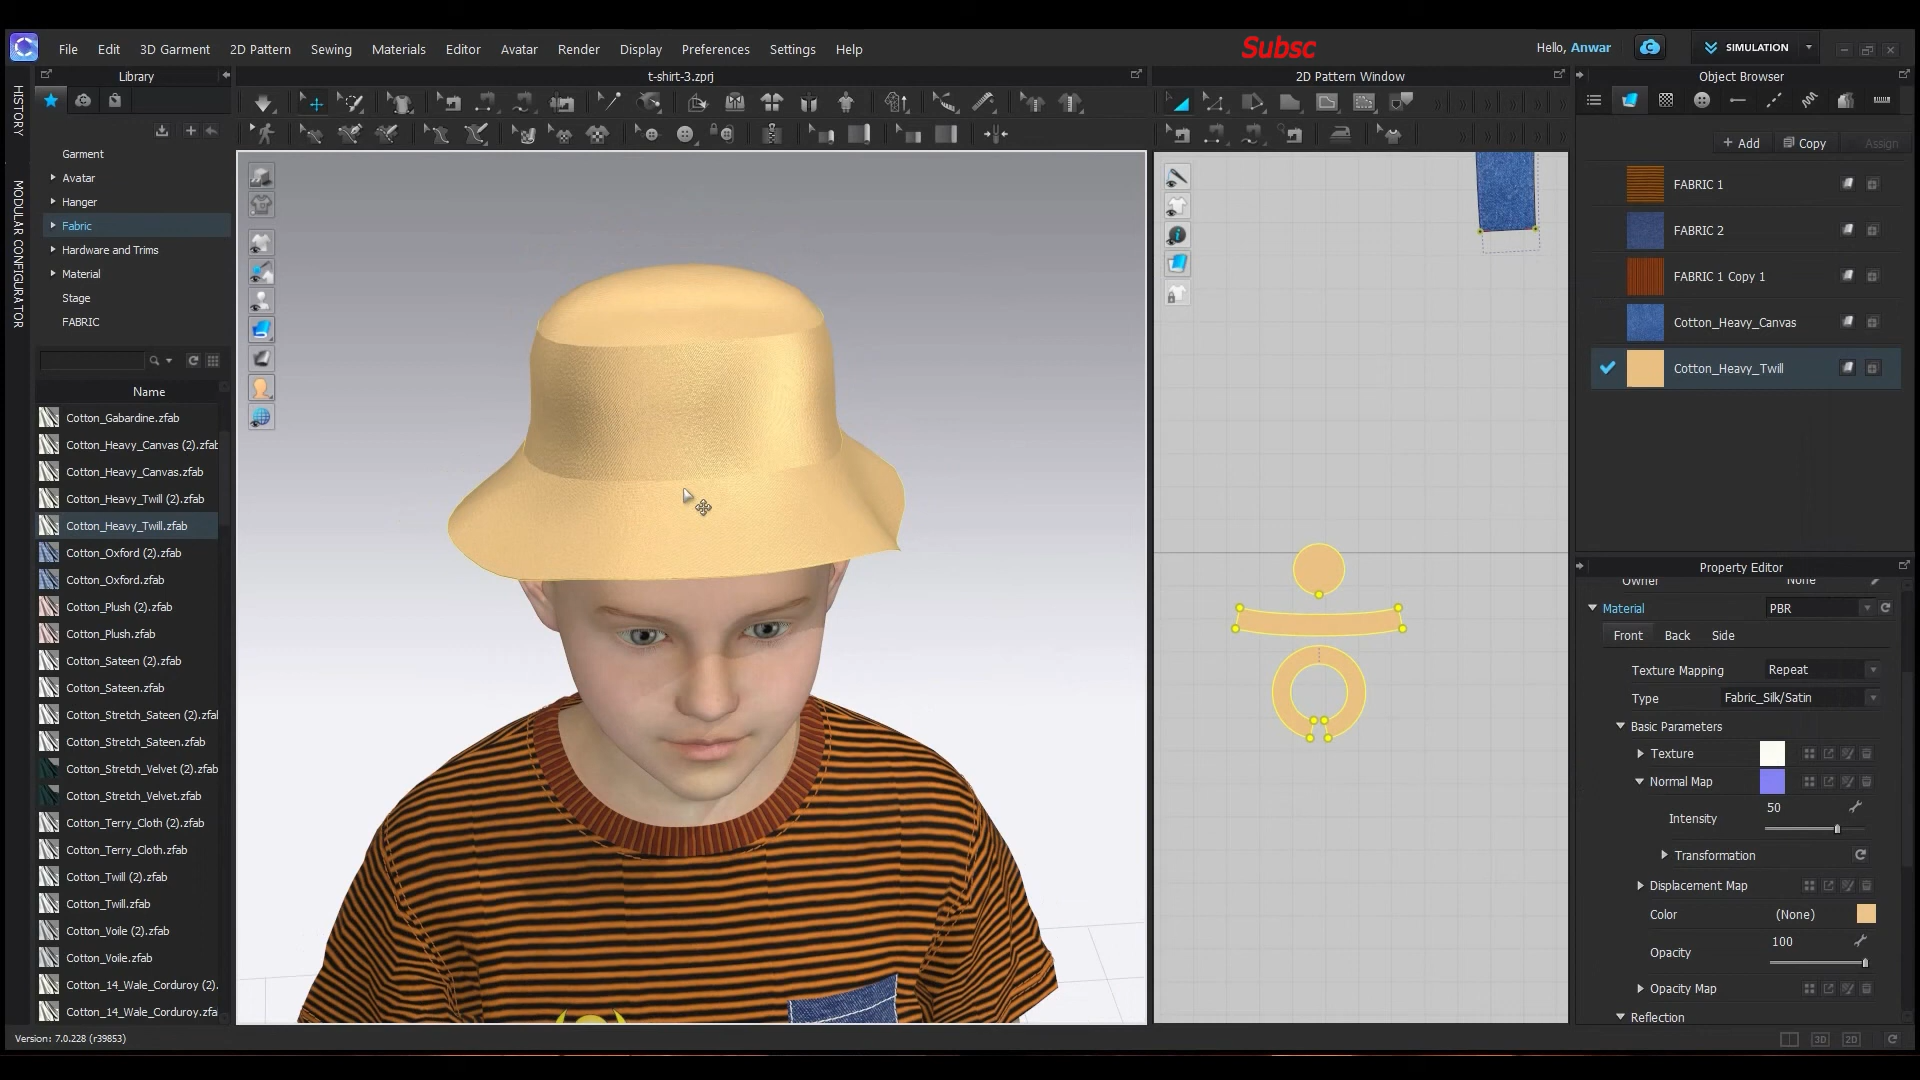 File Edit 3D Garment 2D Pattern Sewing Materials Editor Avatar Render Display Preferences Settings Help
Subsc
Hello, Anwar
SIMULATION
HISTORY
MODULAR CONFIGURATOR
Library
t-shirt-3.zprj
2D Pattern Window
Object Browser
Garment
Avatar
Hanger
Fabric
Hardware and Trims
Material
Stage
FABRIC
Name
Cotton_Gabardine.zfab
Cotton_Heavy_Canvas (2).zfab
Cotton_Heavy_Canvas.zfab
Cotton_Heavy_Twill (2).zfab
Cotton_Heavy_Twill.zfab
Cotton_Oxford (2).zfab
Cotton_Oxford.zfab
Cotton_Plush (2).zfab
Cotton_Plush.zfab
Cotton_Sateen (2).zfab
Cotton_Sateen.zfab
Cotton_Stretch_Sateen (2).zfal
Cotton_Stretch_Sateen.zfab
Cotton_Stretch_Velvet (2).zfab
Cotton_Stretch_Velvet.zfab
Cotton_Terry_Cloth (2).zfab
Cotton_Terry_Cloth.zfab
Cotton_Twill (2).zfab
Cotton_Twill.zfab
Cotton_Voile (2).zfab
Cotton_Voile.zfab
Cotton_14_Wale_Corduroy (2).
Cotton_14_Wale_Corduroy.zfa
Version: 7.0.228 (r39853)
+ Add Copy Assign
FABRIC 1
FABRIC 2
FABRIC 1 Copy 1
Cotton_Heavy_Canvas
Cotton_Heavy_Twill
Property Editor
Owner None
Material PBR
Front Back Side
Texture Mapping Repeat
Type Fabric_Silk/Satin
Basic Parameters
Texture
Normal Map
50
Intensity
Transformation
Displacement Map
Color (None)
100
Opacity
Opacity Map
Reflection
3D 2D